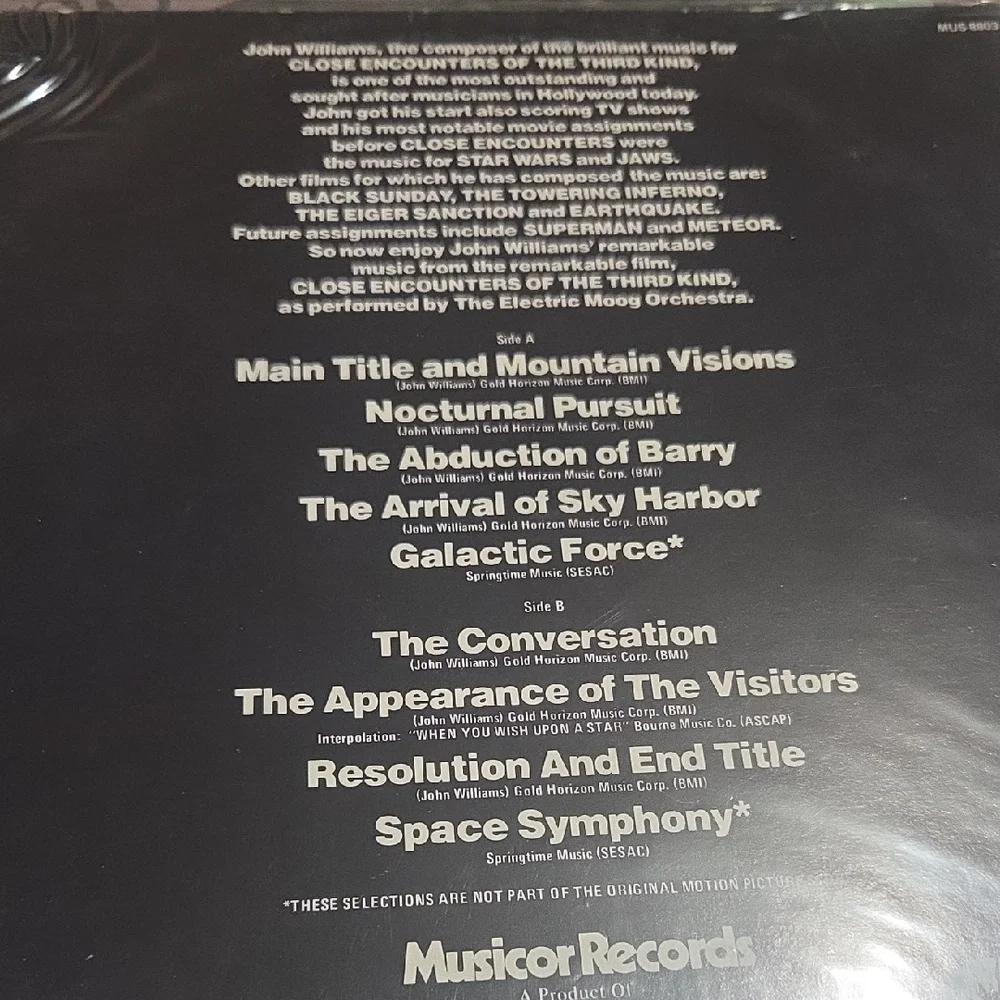 MUS-8803
John Williams, the composer of the brilliant music for
CLOSE ENCOUNTERS OF THE THIRD KIND,
is one of the most outstanding and
sought after musicians in Hollywood today.
John got his start also scoring TV shows
and his most notable movie assignments
before CLOSE ENCOUNTERS were
the music for STAR WARS and JAWS.
Other films for which he has composed the music are:
BLACK SUNDAY, THE TOWERING INFERNO,
THE EIGER SANCTION and EARTHQUAKE.
Future assignments include SUPERMAN and METEOR.
So now enjoy John Williams' remarkable
music from the remarkable film,
CLOSE ENCOUNTERS OF THE THIRD KIND,
as performed by The Electric Moog Orchestra.
Side A
Main Title and Mountain Visions
(John Williams) Gold Horizon Music Corp. (BMI)
Nocturnal Pursuit
(John Williams) Gold Horizon Music Corp. (BMI)
The Abduction of Barry
(John Williams) Gold Horizon Music Corp. (BMI)
The Arrival of Sky Harbor
(John Williams) Gold Horizon Music Corp. (BMI)
Galactic Force*
Springtime Music (SESAC)
Side B
The Conversation
(John Williams) Gold Horizon Music Corp. (BMI)
The Appearance of The Visitors
(John Williams) Gold Horizon Music Corp. (BMI)
Interpolation: "WHEN YOU WISH UPON A STAR" Bourne Music Co. (ASCAP)
Resolution And End Title
(John Williams) Gold Horizon Music Corp. (BMI)
Space Symphony*
Springtime Music (SESAC)
*THESE SELECTIONS ARE NOT PART OF THE ORIGINAL MOTION PICTURE
Musicor Records
A Product Of